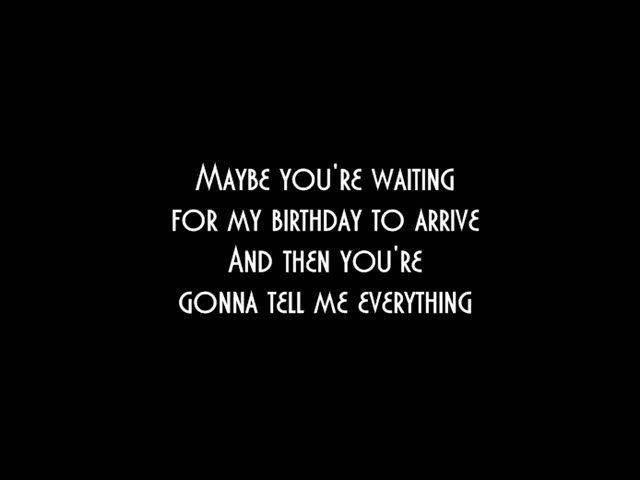 Maybe you're waiting
for my birthday to arrive
And then you're
gonna tell me everything